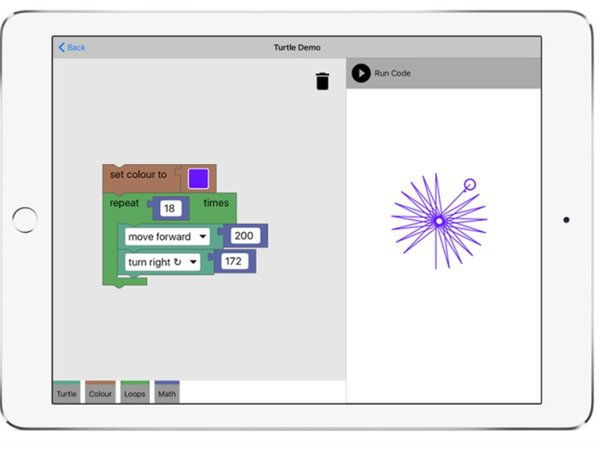 Back
Turtle Demo
Run Code
set colour to
repeat 18 times
move forward 200
turn right ↻ 172
Turtle Colour Loops Math